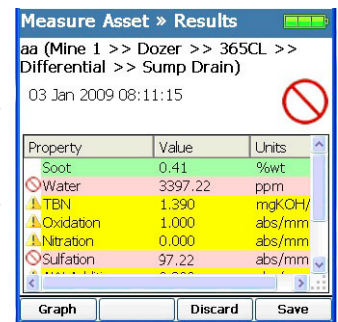 Measure Asset » Results
aa (Mine 1 >> Dozer >> 365CL >>
Differential >> Sump Drain)
03 Jan 2009 08:11:15
Property Value Units
Soot 0.41 %wt
Water 3397.22 ppm
TBN 1.390 mgKOH/
Oxidation 1.000 abs/mm
Nitration 0.000 abs/mm
Sulfation 97.22 abs/mm
Graph Discard Save